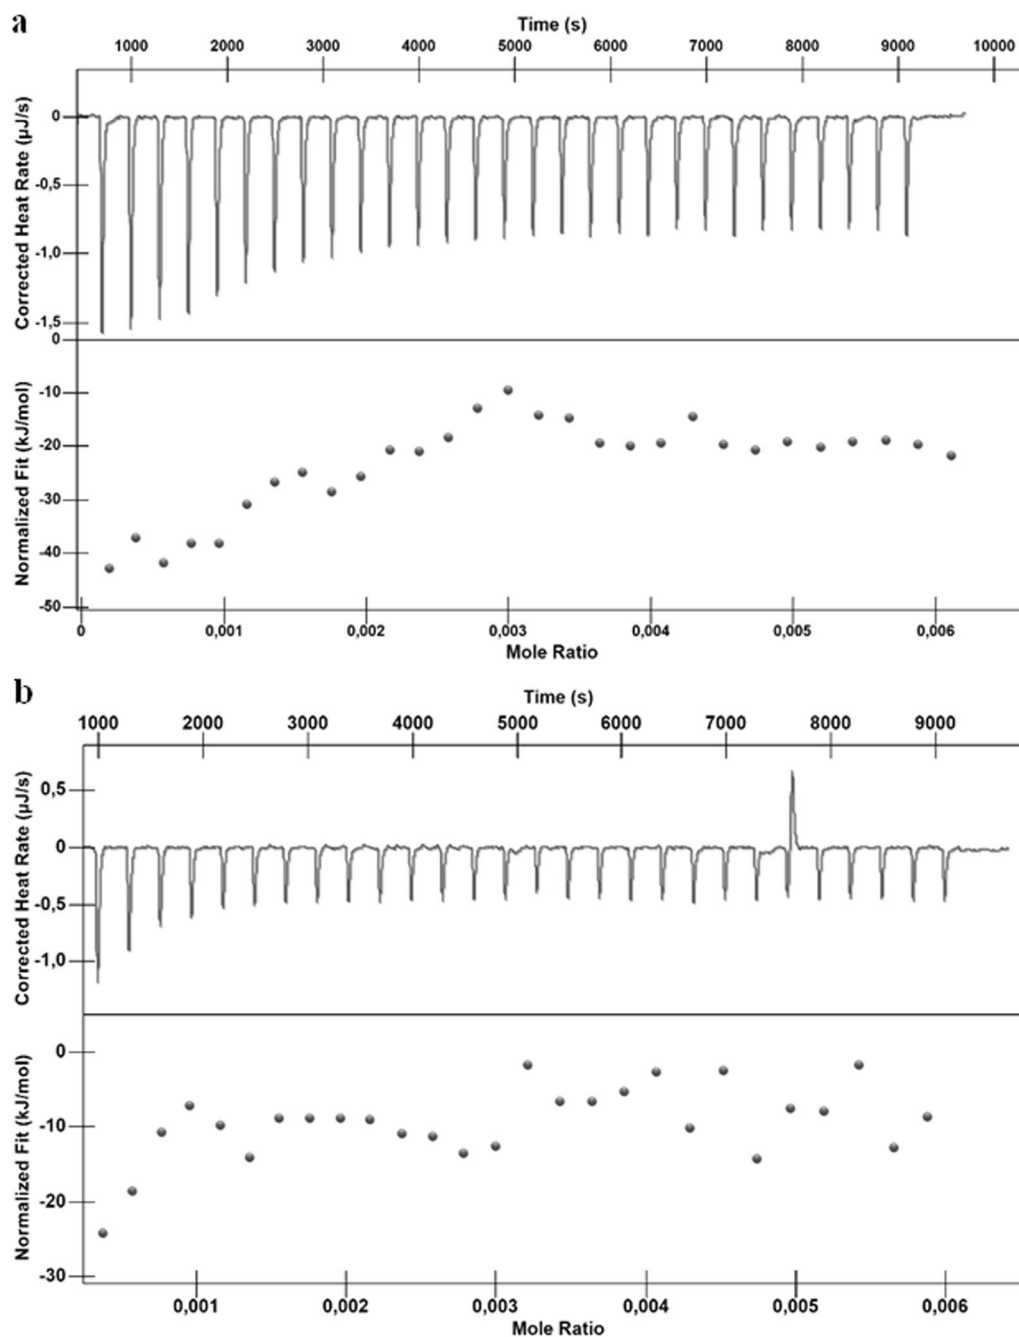 a
Time (s)
1000 2000 3000 4000 5000 6000 7000 8000 9000 10000
Corrected Heat Rate (µJ/s)
0
-0,5
-1,0
-1,5
Normalized Fit (kJ/mol)
0
-10
-20
-30
-40
-50
0 0,001 0,002 0,003 0,004 0,005 0,006
Mole Ratio
b
Time (s)
1000 2000 3000 4000 5000 6000 7000 8000 9000
Corrected Heat Rate (µJ/s)
0,5
0
-0,5
-1,0
Normalized Fit (kJ/mol)
0
-10
-20
-30
0,001 0,002 0,003 0,004 0,005 0,006
Mole Ratio